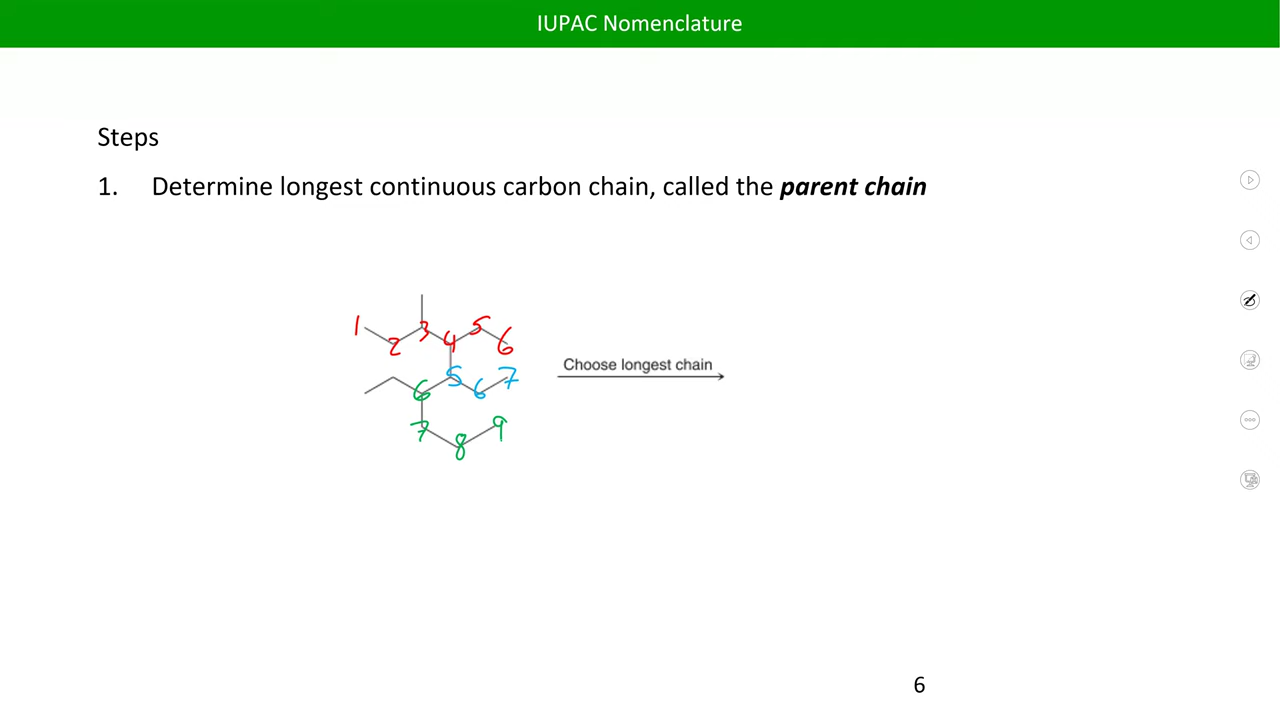 IUPAC Nomenclature
Steps
1. Determine longest continuous carbon chain, called the parent chain
1 2 3 4 5 6
Choose longest chain
6 5 6 7
7 8 9
6